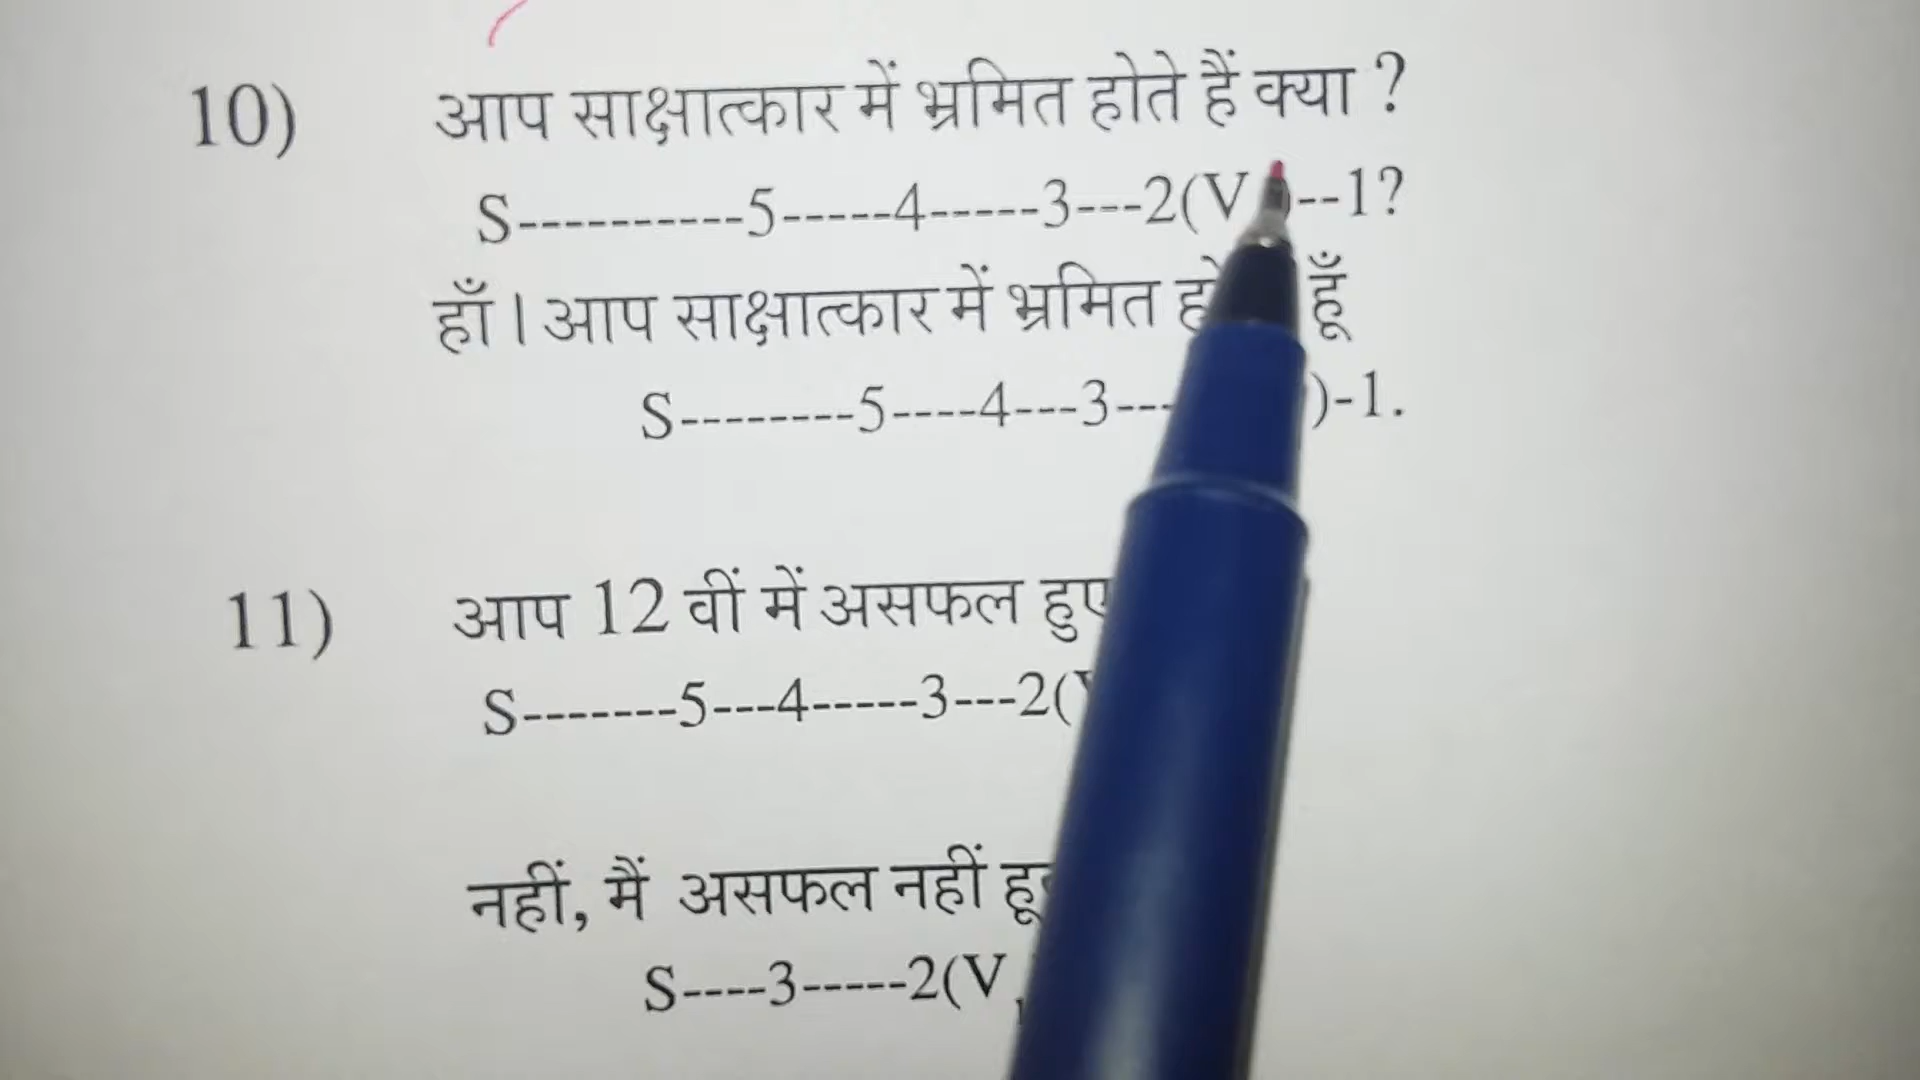 10) आप साक्षात्कार में भ्रमित होते हैं क्या ?
S----------5-----4-----3---2(V )--1?
हाँ । आप साक्षात्कार में भ्रमित हूँ
S--------5----4---3--- )-1.
11) आप 12 वीं में असफल हुए
S-------5---4-----3---2(
नहीं, मैं असफल नहीं
S----3-----2(V